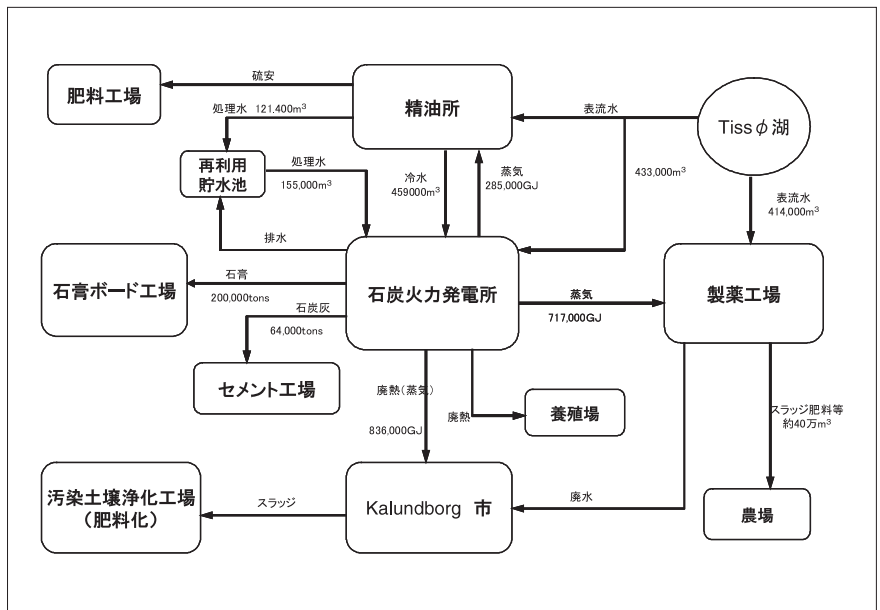 硫安
肥料工場
精油所
処理水 121.400m³
表流水
Tissφ湖
再利用
貯水池
処理水
155,000m³
冷水
459000m³
蒸気
285,000GJ
433,000m³
表流水
414,000m³
排水
石膏ボード工場
石膏
200,000tons
石炭火力発電所
蒸気
717,000GJ
製薬工場
石炭灰
64,000tons
セメント工場
廃熱(蒸気)
836,000GJ
廃熱
養殖場
スラッジ肥料等
約40万m³
汚染土壌浄化工場
(肥料化)
スラッジ
Kalundborg 市
廃水
農場